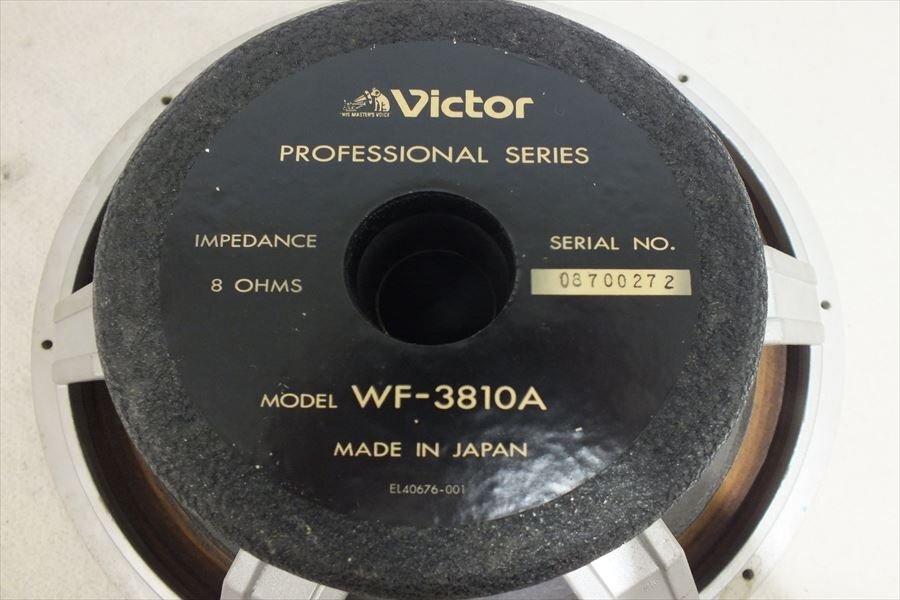 "HIS MASTER'S VOICE"
Victor
PROFESSIONAL SERIES
IMPEDANCE
8 OHMS
SERIAL NO.
08700272
MODEL WF-3810A
MADE IN JAPAN
EL40676-001